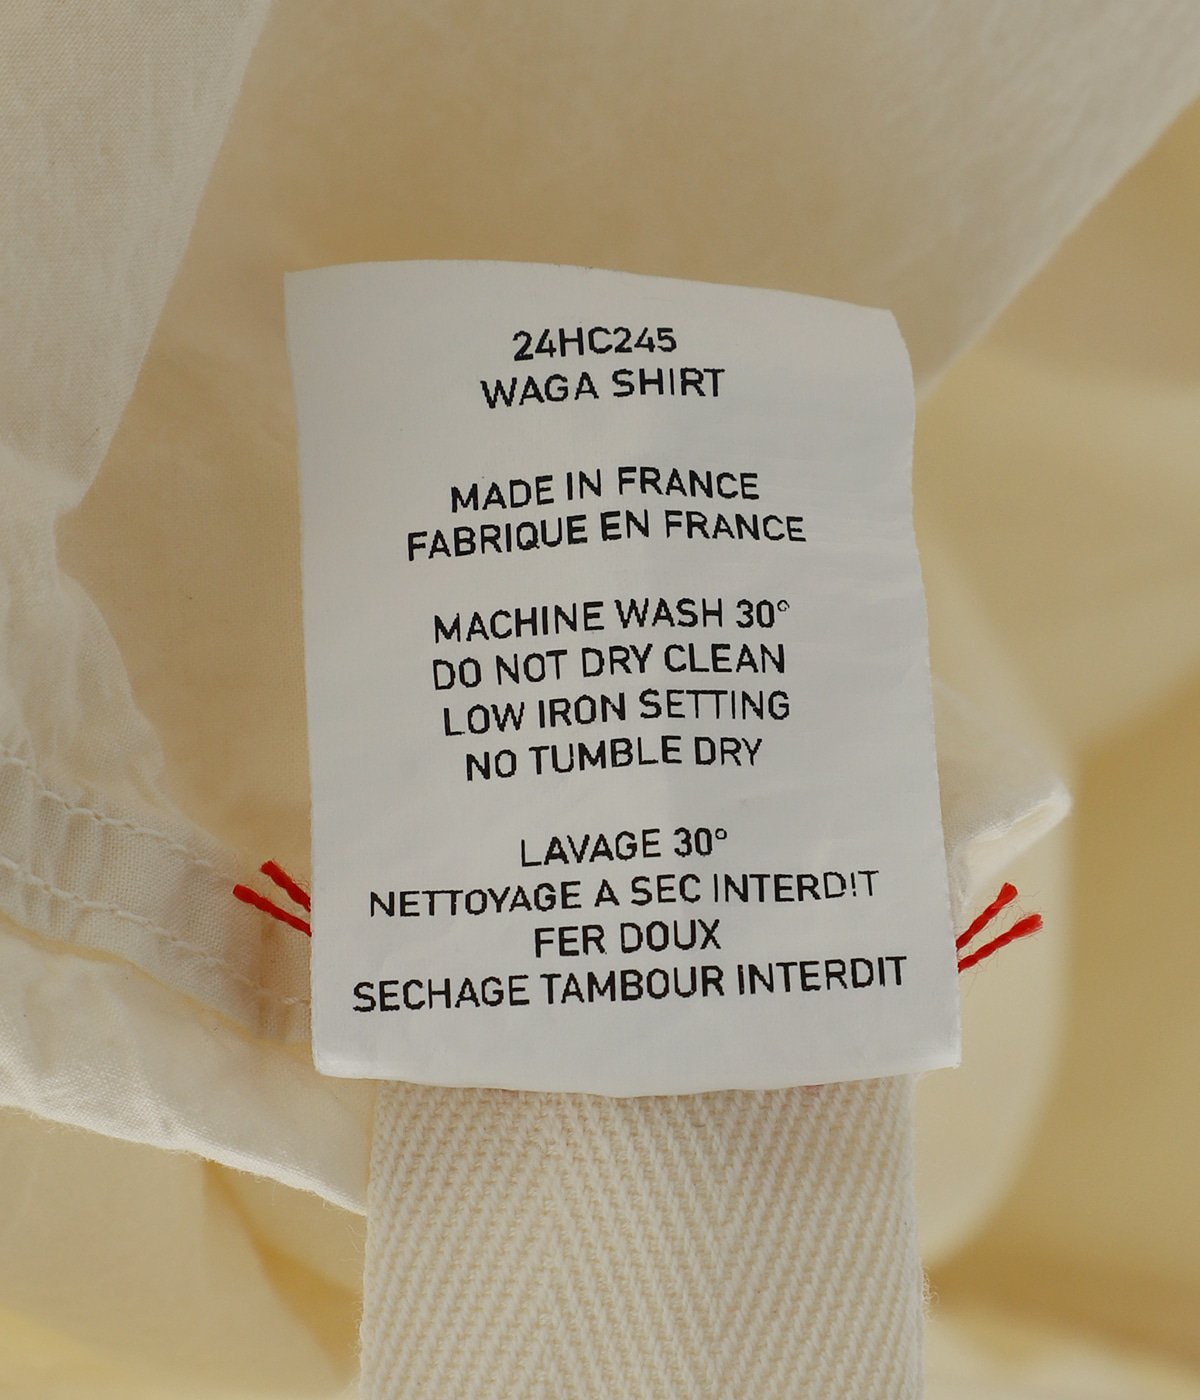 24HC245
WAGA SHIRT
MADE IN FRANCE
FABRIQUE EN FRANCE
MACHINE WASH 30°
DO NOT DRY CLEAN
LOW IRON SETTING
NO TUMBLE DRY
LAVAGE 30°
NETTOYAGE A SEC INTERDIT
FER DOUX
SECHAGE TAMBOUR INTERDIT